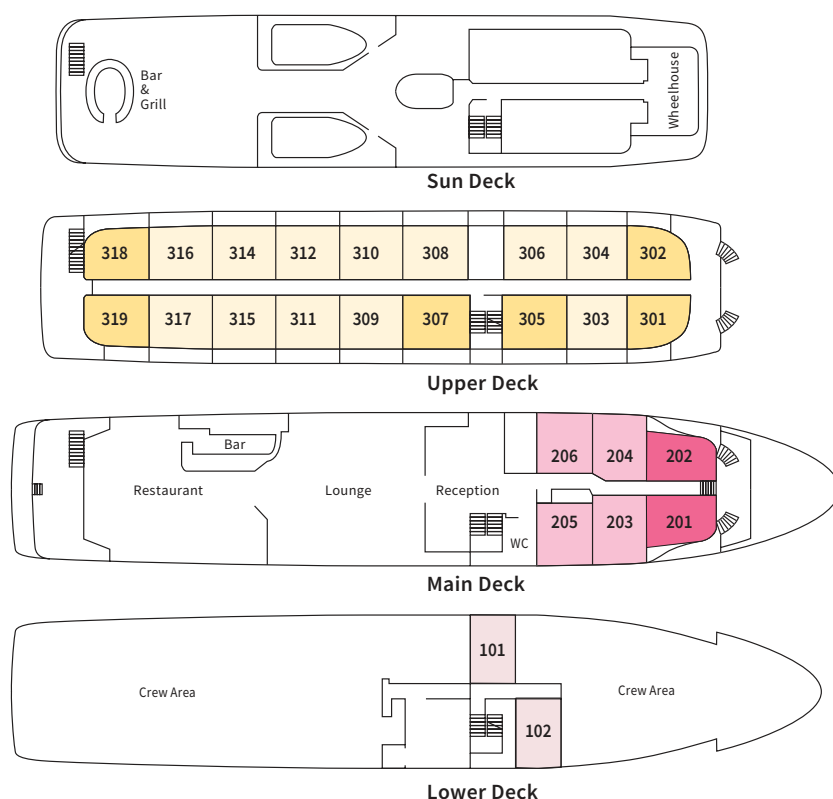 Bar
&
Grill
Wheelhouse
Sun Deck
318 316 314 312 310 308 306 304 302
319 317 315 311 309 307 305 303 301
Upper Deck
Bar
Restaurant Lounge Reception
206 204 202
205 203 201
WC
Main Deck
101
Crew Area Crew Area
102
Lower Deck